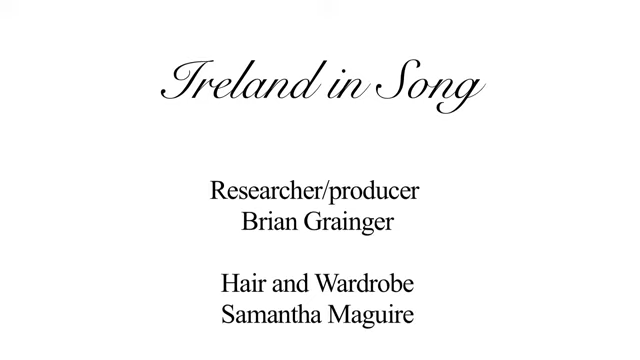 Ireland in Song
Researcher/producer
Brian Grainger
Hair and Wardrobe
Samantha Maguire